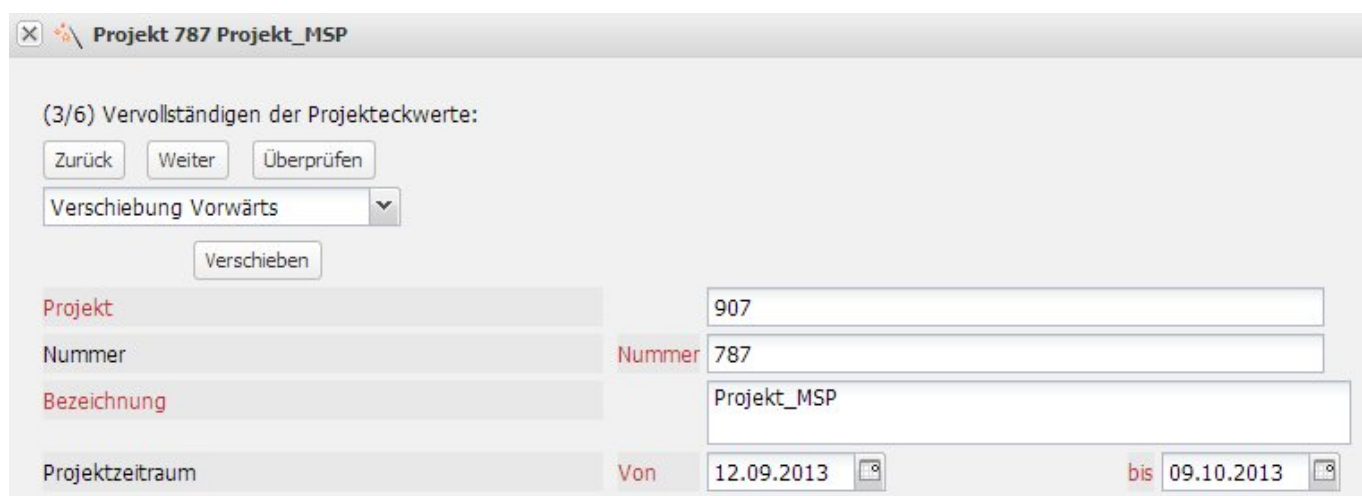 Projekt 787 Projekt_MSP
(3/6) Vervollständigen der Projekteckwerte:
Zurück Weiter Überprüfen
Verschiebung Vorwärts
Verschieben
Projekt 907
Nummer Nummer 787
Bezeichnung Projekt_MSP
Projektzeitraum Von 12.09.2013 bis 09.10.2013